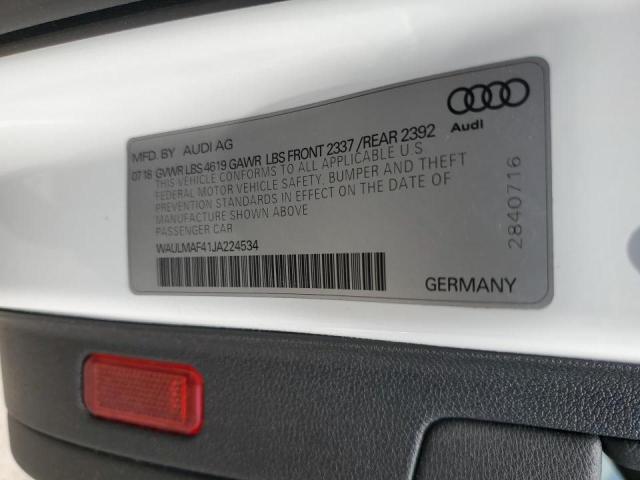 MFD. BY AUDI AG
Audi
07 18 GVWR LBS 4619 GAWR LBS FRONT 2337 /REAR 2392
THIS VEHICLE CONFORMS TO ALL APPLICABLE U S
FEDERAL MOTOR VEHICLE SAFETY, BUMPER AND THEFT
PREVENTION STANDARDS IN EFFECT ON THE DATE OF
MANUFACTURE SHOWN ABOVE
PASSENGER CAR
WAULMAF41JA224534
2840716
GERMANY